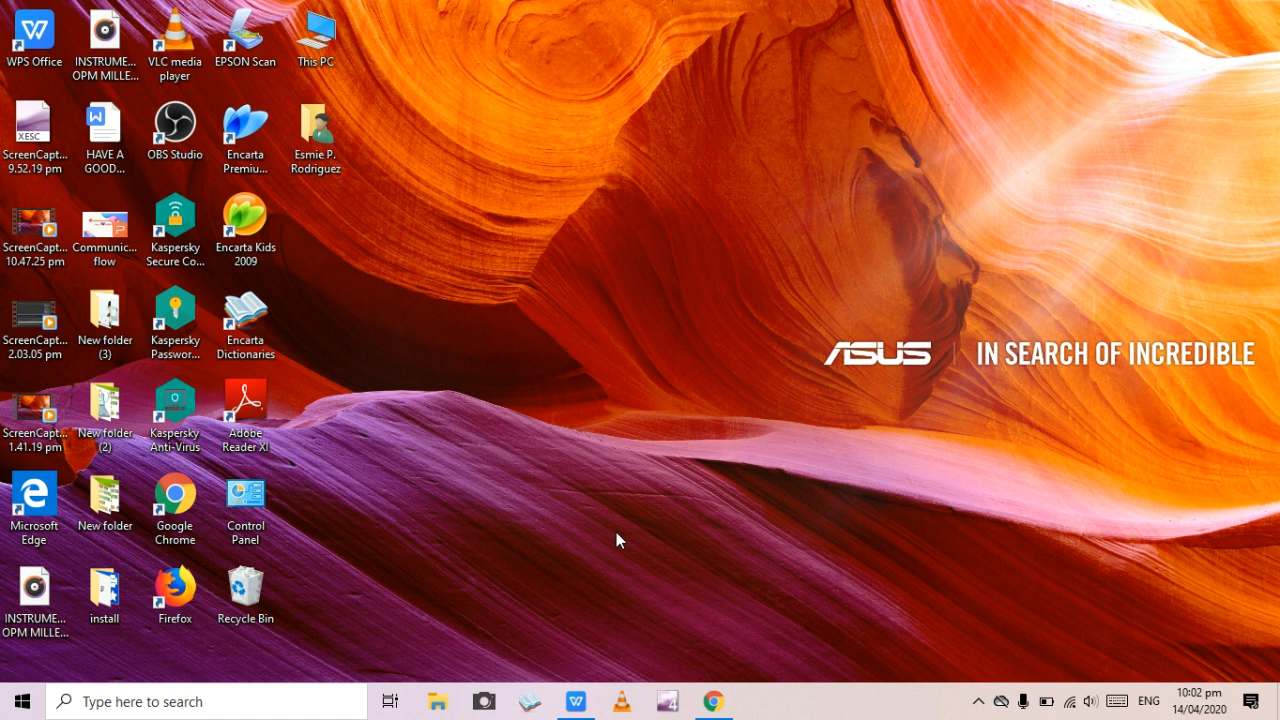 WPS Office
INSTRUME...
OPM MILLE...
VLC media
player
EPSON Scan
This PC
XESC
ScreenCapt...
9.52.19 pm
W
HAVE A
GOOD...
OBS Studio
Encarta
Premiu...
Esmie P.
Rodriguez
ScreenCapt...
10.47.25 pm
Communic...
flow
Kaspersky
Secure Co...
Encarta Kids
2009
ScreenCapt...
2.03.05 pm
New folder
(3)
Kaspersky
Passwor...
Encarta
Dictionaries
ASUS
IN SEARCH OF INCREDIBLE
ScreenCapt...
1.41.19 pm
New folder
(2)
Kaspersky
Anti-Virus
Adobe
Reader XI
Microsoft
Edge
New folder
Google
Chrome
Control
Panel
INSTRUME...
OPM MILLE...
install
Firefox
Recycle Bin
Type here to search
4
ENG
10:02 pm
14/04/2020